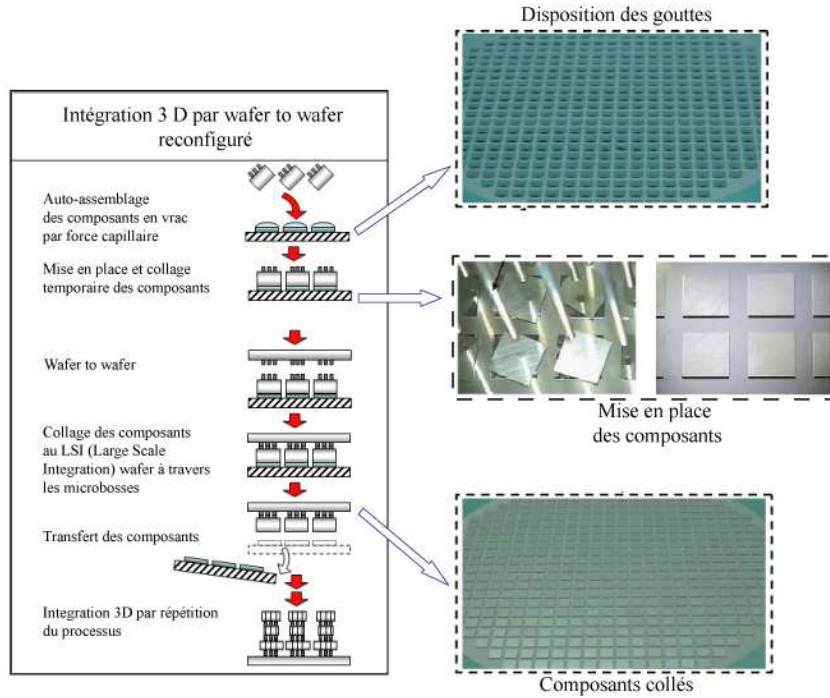 Disposition des gouttes
Intégration 3 D par wafer to wafer
reconfiguré
Auto-assemblage
des composants en vrac
par force capillaire
Mise en place et collage
temporaire des composants
Wafer to wafer
Collage des composants
au LSI (Large Scale
Integration) wafer à travers
les microbosses
Transfert des composants
Integration 3D par répétition
du processus
Mise en place
des composants
Composants collés